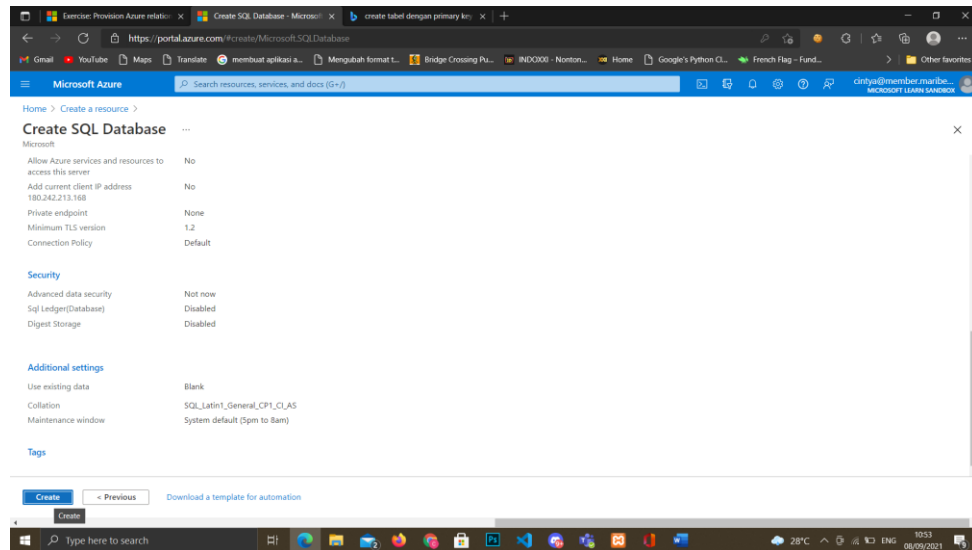 Exercise: Provision Azure relation
Create SQL Database - Microsoft
create tabel dengan primary key
https://portal.azure.com/#create/Microsoft.SQLDatabase
Gmail YouTube Maps Translate membuat aplikasi a... Mengubah format t... Bridge Crossing Pu... INDOXXI - Nonton... Home Google's Python Cl... French Flag – Fund... Other favorites
Microsoft Azure
Search resources, services, and docs (G+/)
cintya@member.maribe...
MICROSOFT LEARN SANDBOX
Home > Create a resource >
Create SQL Database ...
Microsoft
Allow Azure services and resources to access this server No
Add current client IP address 180.242.213.168 No
Private endpoint None
Minimum TLS version 1.2
Connection Policy Default
Security
Advanced data security Not now
Sql Ledger(Database) Disabled
Digest Storage Disabled
Additional settings
Use existing data Blank
Collation SQL_Latin1_General_CP1_CI_AS
Maintenance window System default (5pm to 8am)
Tags
Create < Previous Download a template for automation
Create
Type here to search
28°C ENG 10:53
08/09/2021